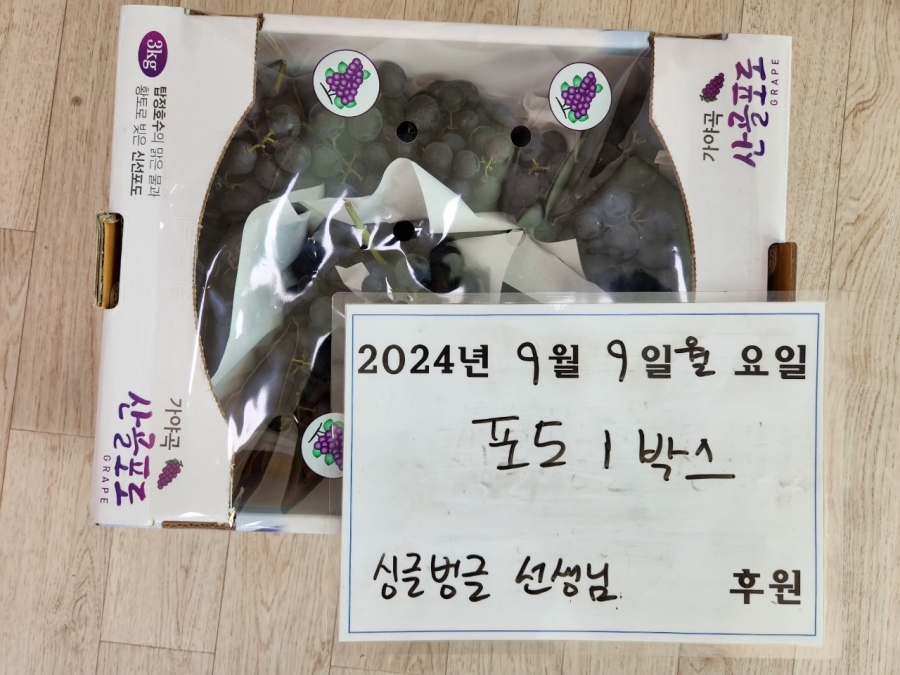 3kg
탑정호수의 맑은 물과
황토로 빚은 신선포도
가야곡
산골포도
GRAPE
가야곡
산골포도
GRAPE
2024년 9월 9일 월 요일
포도 1 박스
싱글벙글 선생님 후원